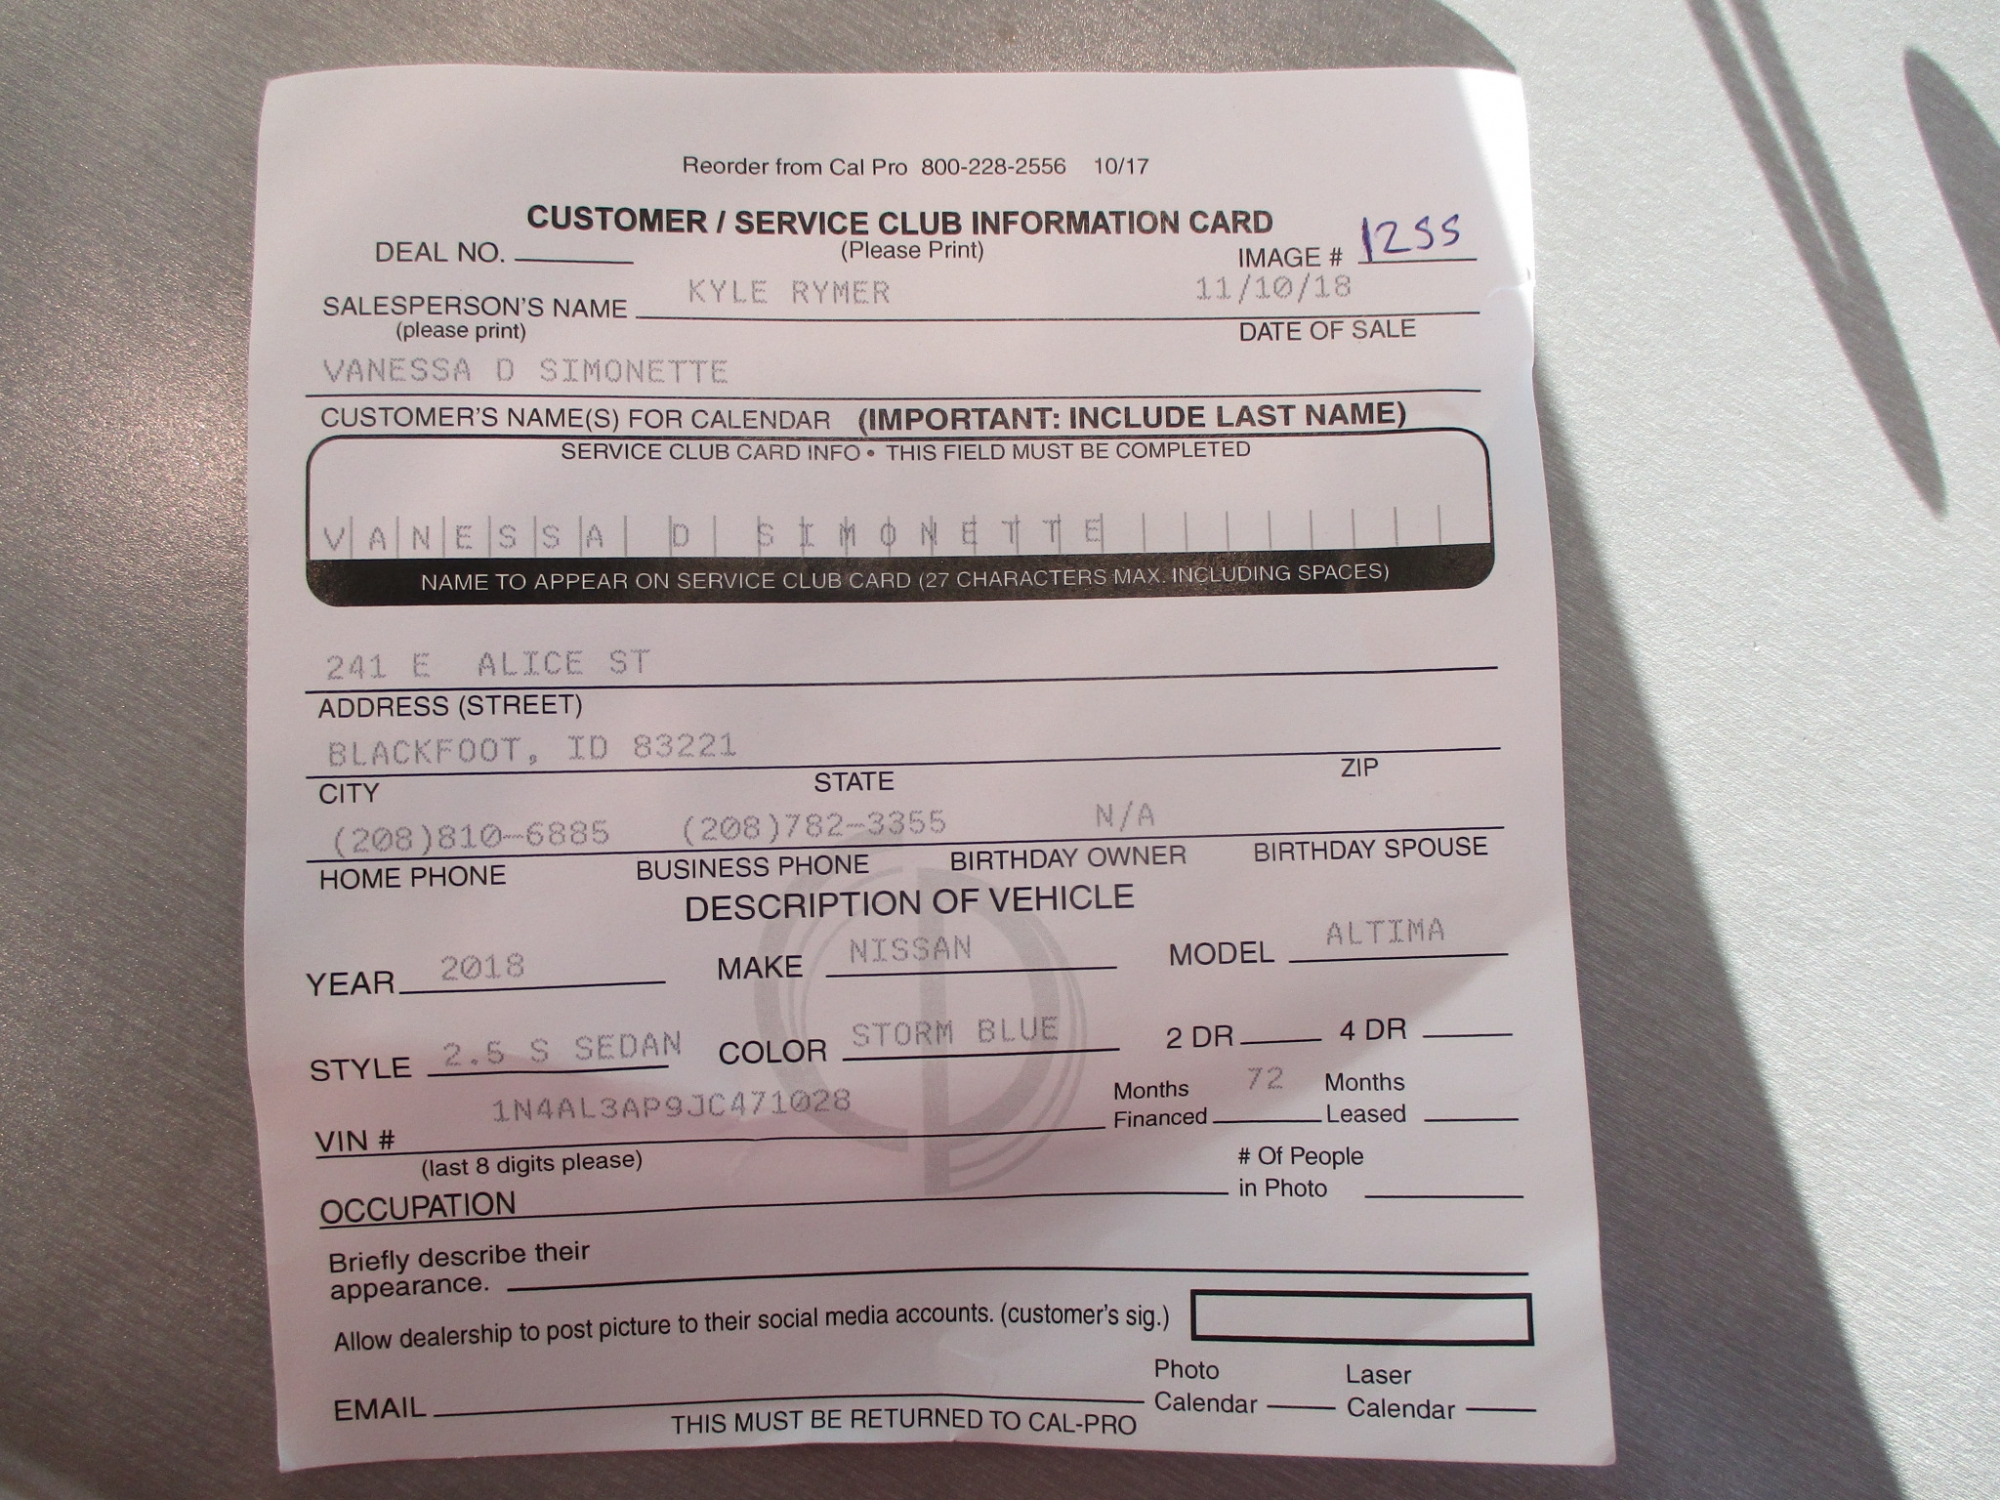 Reorder from Cal Pro 800-228-2556 10/17
CUSTOMER / SERVICE CLUB INFORMATION CARD
DEAL NO. (Please Print) IMAGE # 1255
SALESPERSON'S NAME KYLE RYMER 11/10/18
(please print) DATE OF SALE
VANESSA D SIMONETTE
CUSTOMER'S NAME(S) FOR CALENDAR (IMPORTANT: INCLUDE LAST NAME)
SERVICE CLUB CARD INFO • THIS FIELD MUST BE COMPLETED
VANESSA D SIMONETTE
NAME TO APPEAR ON SERVICE CLUB CARD (27 CHARACTERS MAX. INCLUDING SPACES)
241 E ALICE ST
ADDRESS (STREET)
BLACKFOOT, ID 83221
CITY STATE ZIP
(208)810-6885 (208)782-3355 N/A
HOME PHONE BUSINESS PHONE BIRTHDAY OWNER BIRTHDAY SPOUSE
DESCRIPTION OF VEHICLE
YEAR 2018 MAKE NISSAN MODEL ALTIMA
STYLE 2.5 S SEDAN COLOR STORM BLUE 2 DR 4 DR
1N4AL3AP9JC471028 Months 72 Months
VIN # Financed Leased
(last 8 digits please) # Of People
OCCUPATION in Photo
Briefly describe their
appearance.
Allow dealership to post picture to their social media accounts. (customer's sig.)
Photo Laser
EMAIL Calendar Calendar
THIS MUST BE RETURNED TO CAL-PRO